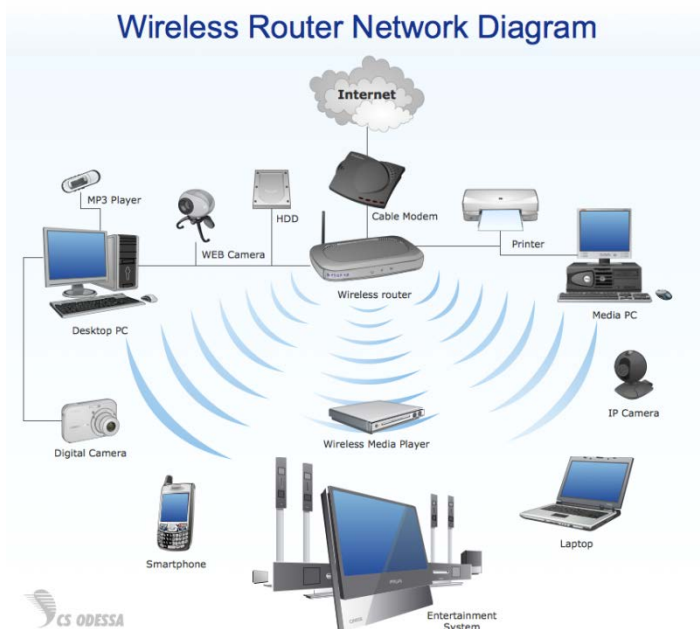 Wireless Router Network Diagram
Internet
MP3 Player
HDD
Cable Modem
WEB Camera
Printer
Wireless router
Desktop PC
Media PC
IP Camera
Wireless Media Player
Digital Camera
Laptop
Smartphone
Entertainment
System
CS ODESSA